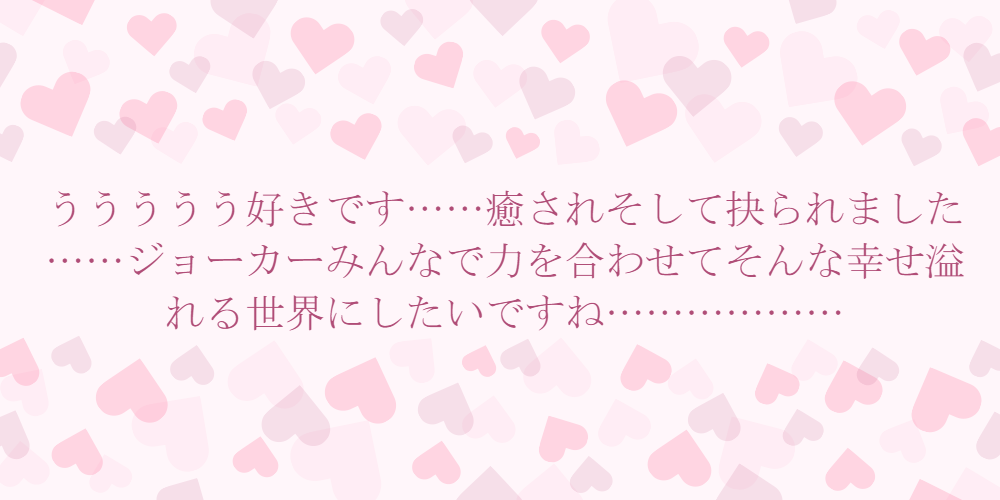 うううう​う好きです……癒されそして抉られました
……ジョーカーみんなで力を合わせてそんな幸せ溢
れる世界にしたいですね………………